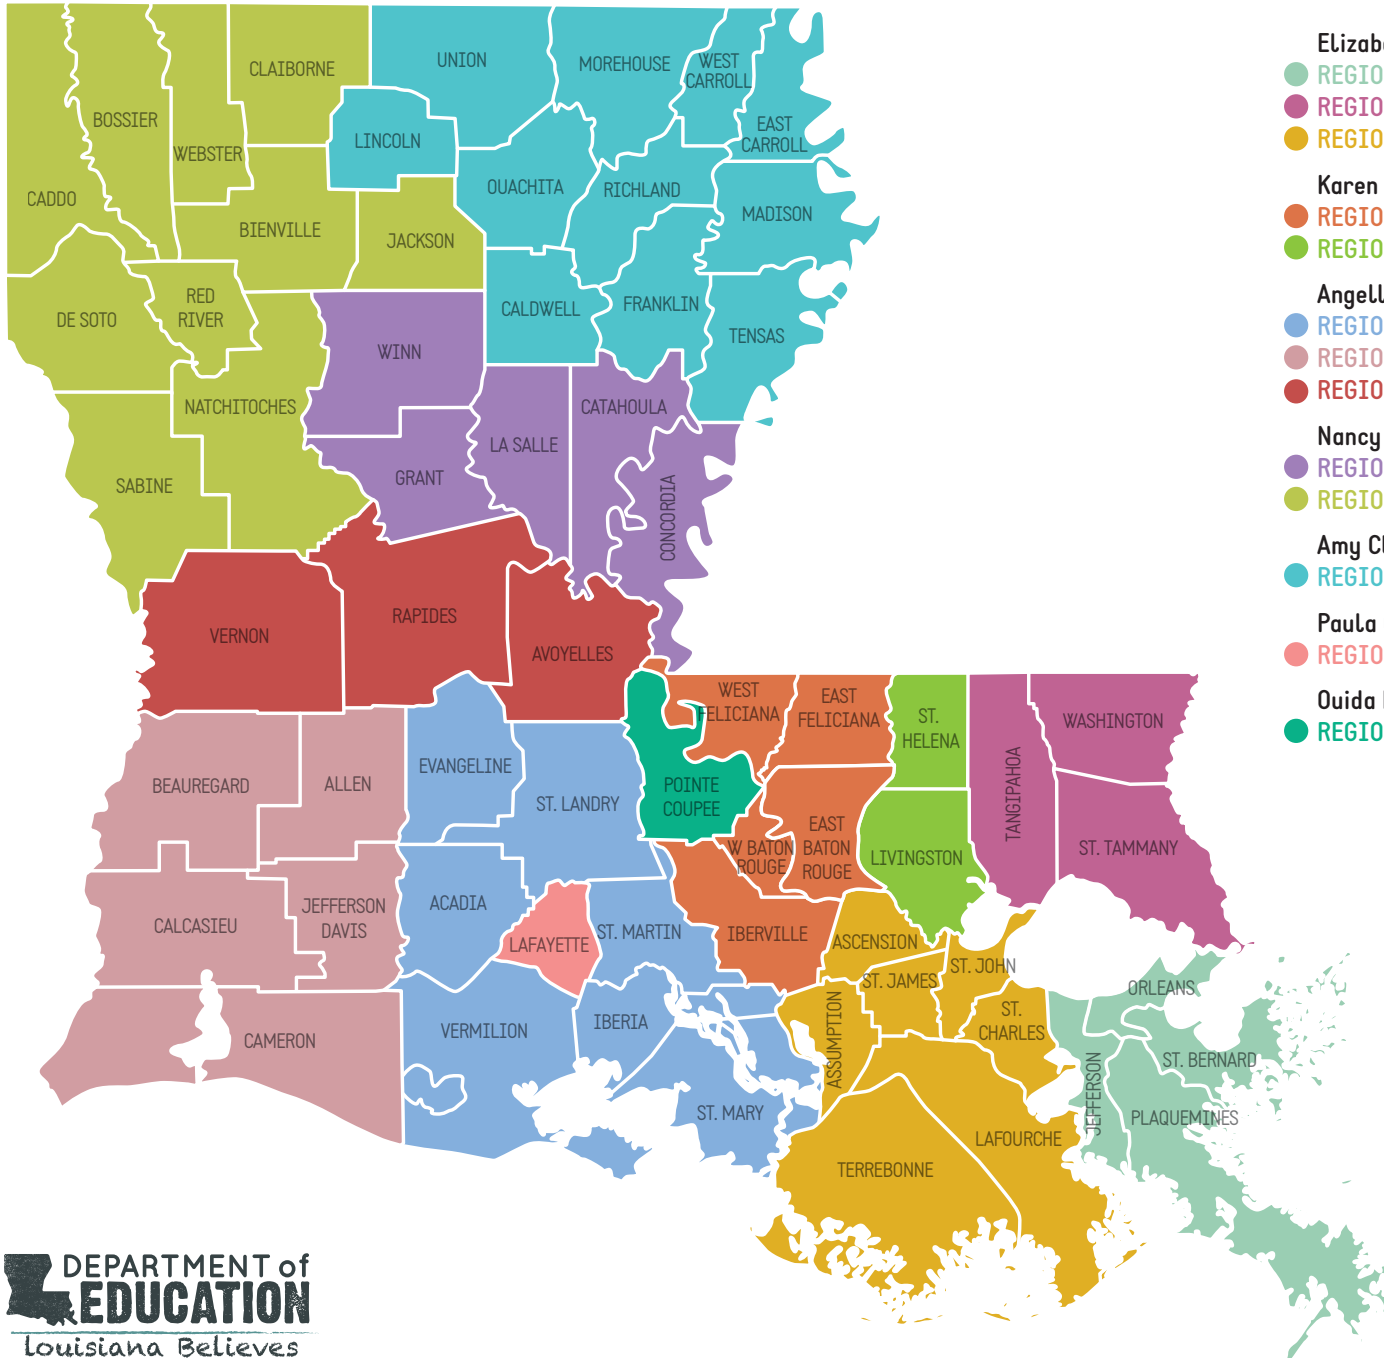 CLAIBORNE
UNION
MOREHOUSE
WEST
CARROLL
BOSSIER
WEBSTER
LINCOLN
EAST
CARROLL
CADDO
OUACHITA
RICHLAND
MADISON
BIENVILLE
JACKSON
DE SOTO
RED
RIVER
CALDWELL
FRANKLIN
TENSAS
WINN
NATCHITOCHES
CATAHOULA
SABINE
GRANT
LA SALLE
CONCORDIA
VERNON
RAPIDES
AVOYELLES
WEST
FELICIANA
EAST
FELICIANA
ST.
HELENA
TANGIPAHOA
WASHINGTON
BEAUREGARD
ALLEN
EVANGELINE
ST. LANDRY
POINTE
COUPEE
W BATON
ROUGE
EAST
BATON
ROUGE
LIVINGSTON
ST. TAMMANY
CALCASIEU
JEFFERSON
DAVIS
ACADIA
LAFAYETTE
ST. MARTIN
IBERVILLE
ASCENSION
ST. JAMES
ST. JOHN
ORLEANS
CAMERON
VERMILION
IBERIA
ASSUMPTION
ST.
CHARLES
JEFFERSON
ST. BERNARD
ST. MARY
LAFOURCHE
PLAQUEMINES
TERREBONNE
Elizab
REGIO
REGIO
REGIO
Karen
REGIO
REGIO
Angell
REGIO
REGIO
REGIO
Nancy
REGIO
REGIO
Amy Cl
REGIO
Paula
REGIO
Ouida
REGIO
DEPARTMENT of
EDUCATION
Louisiana Believes